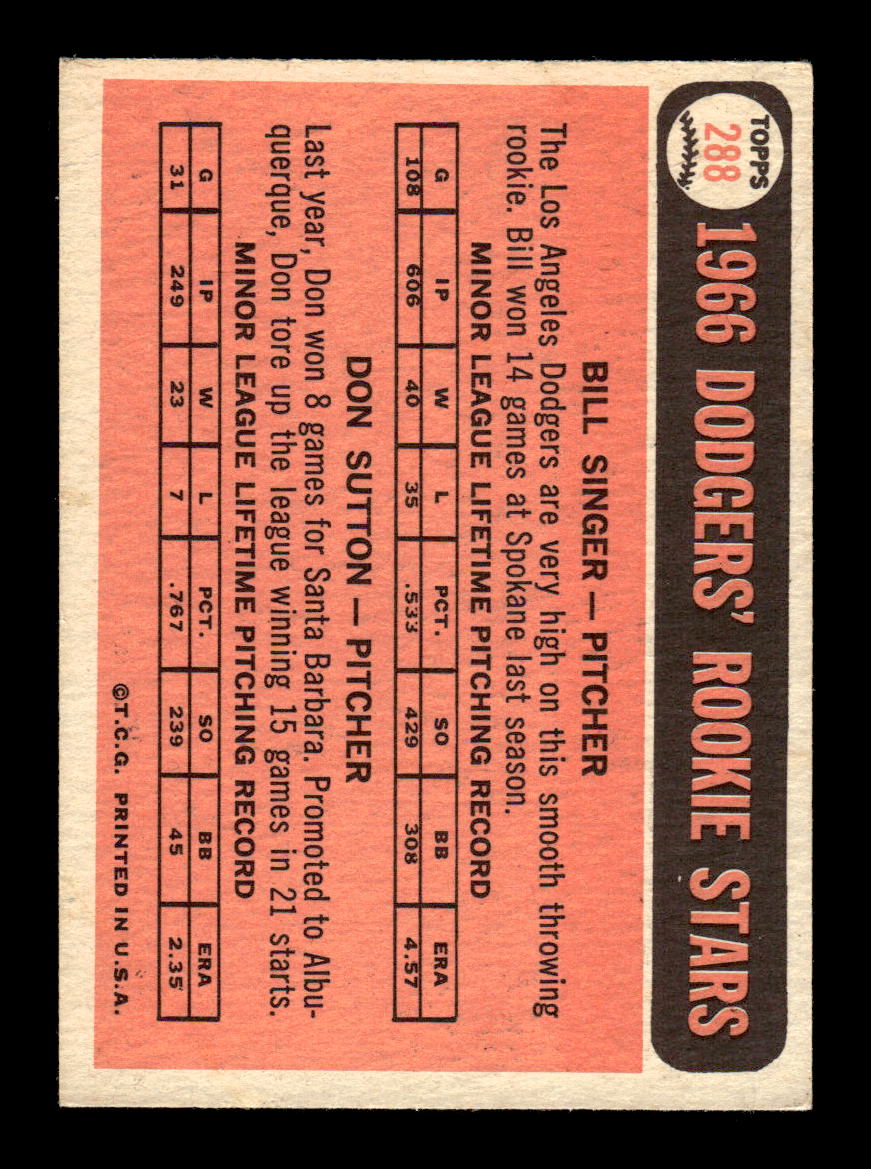 TOPPS
288
1966 DODGERS' ROOKIE STARS
BILL SINGER — PITCHER
The Los Angeles Dodgers are very high on this smooth throwing
rookie. Bill won 14 games at Spokane last season.
MINOR LEAGUE LIFETIME PITCHING RECORD
G IP W L PCT. SO BB ERA
108 606 40 35 .533 429 308 4.57
DON SUTTON — PITCHER
Last year, Don won 8 games for Santa Barbara. Promoted to Albu-
querque, Don tore up the league winning 15 games in 21 starts.
MINOR LEAGUE LIFETIME PITCHING RECORD
G IP W L PCT. SO BB ERA
31 249 23 7 .767 239 45 2.35
©T.C.G. PRINTED IN U.S.A.